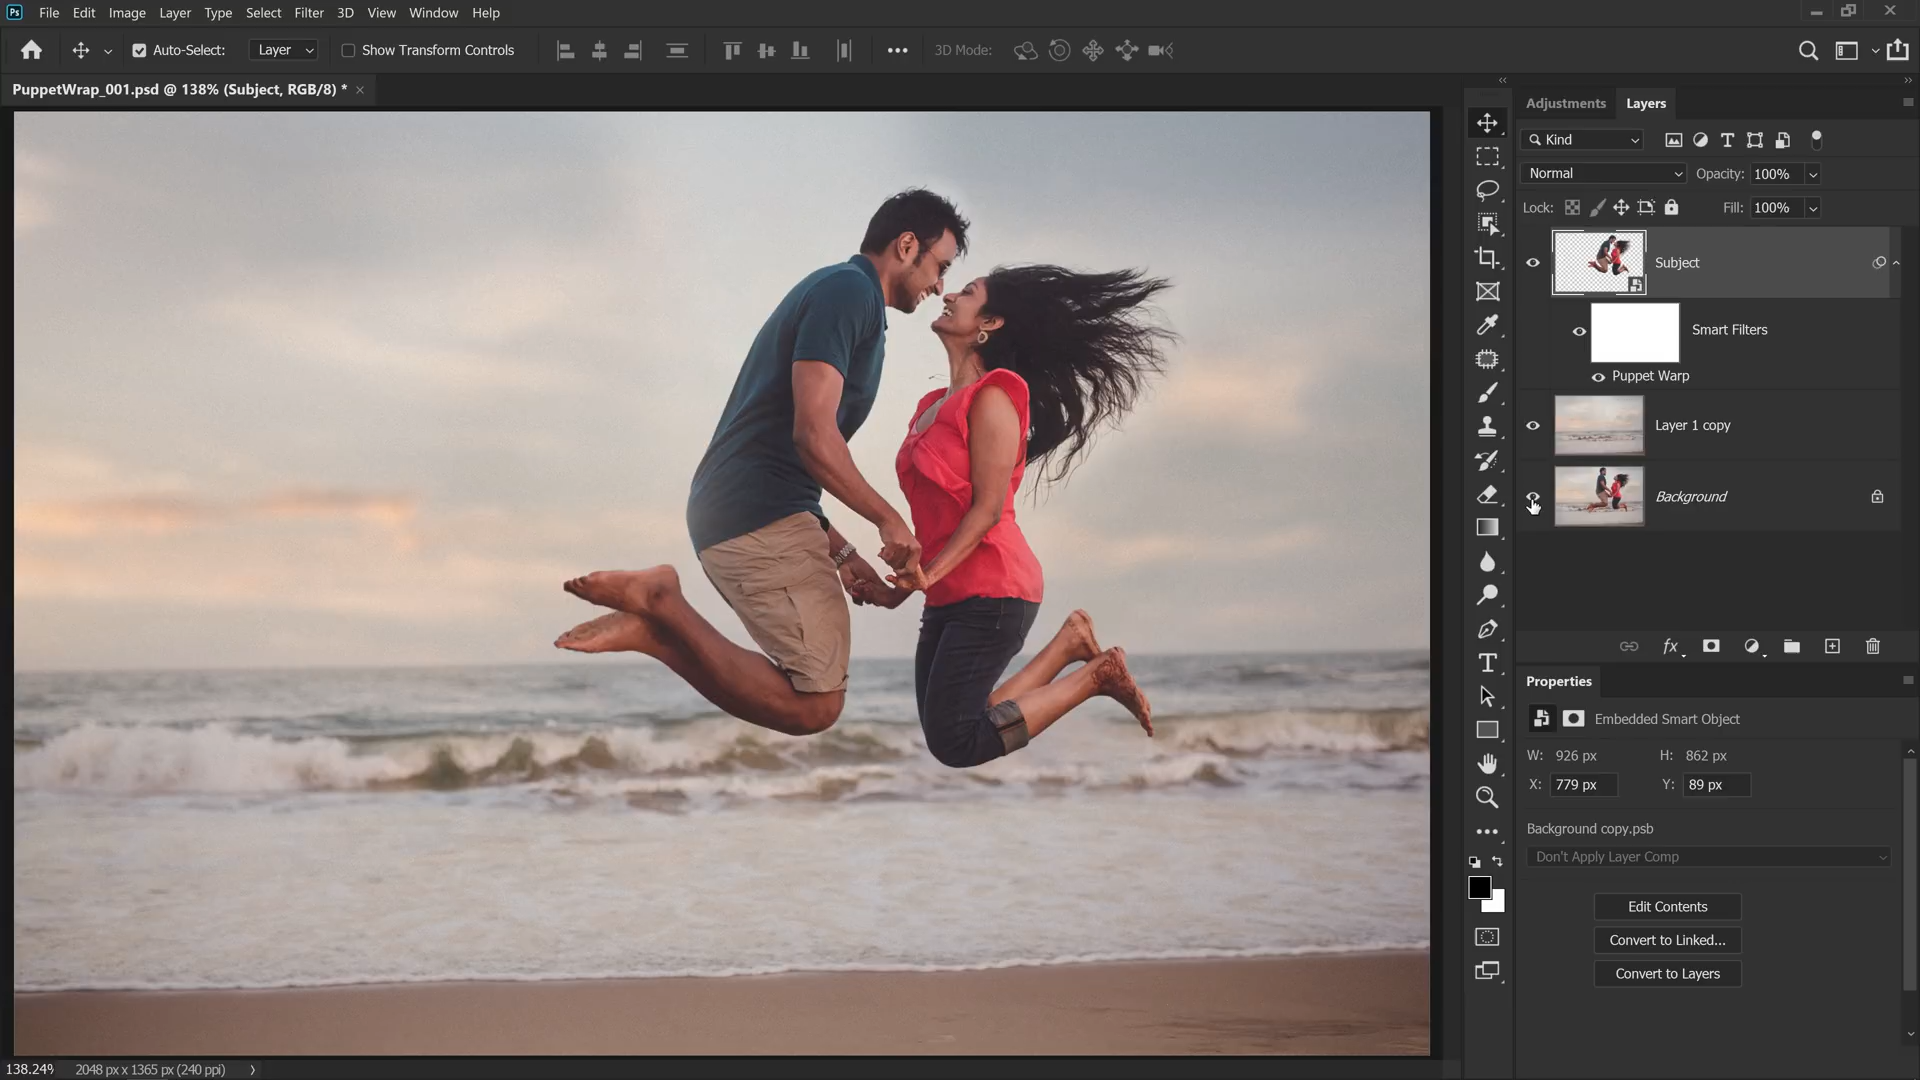 Ps File Edit Image Layer Type Select Filter 3D View Window Help
Auto-Select: Layer Show Transform Controls 3D Mode:
PuppetWrap_001.psd @ 138% (Subject, RGB/8) * ×
Adjustments Layers
Kind
Normal Opacity: 100%
Lock: Fill: 100%
Subject
Smart Filters
Puppet Warp
Layer 1 copy
Background
fx
Properties
Embedded Smart Object
W: 926 px H: 862 px
X: 779 px Y: 89 px
Background copy.psb
Don't Apply Layer Comp
Edit Contents
Convert to Linked...
Convert to Layers
138.24% 2048 px x 1365 px (240 ppi)